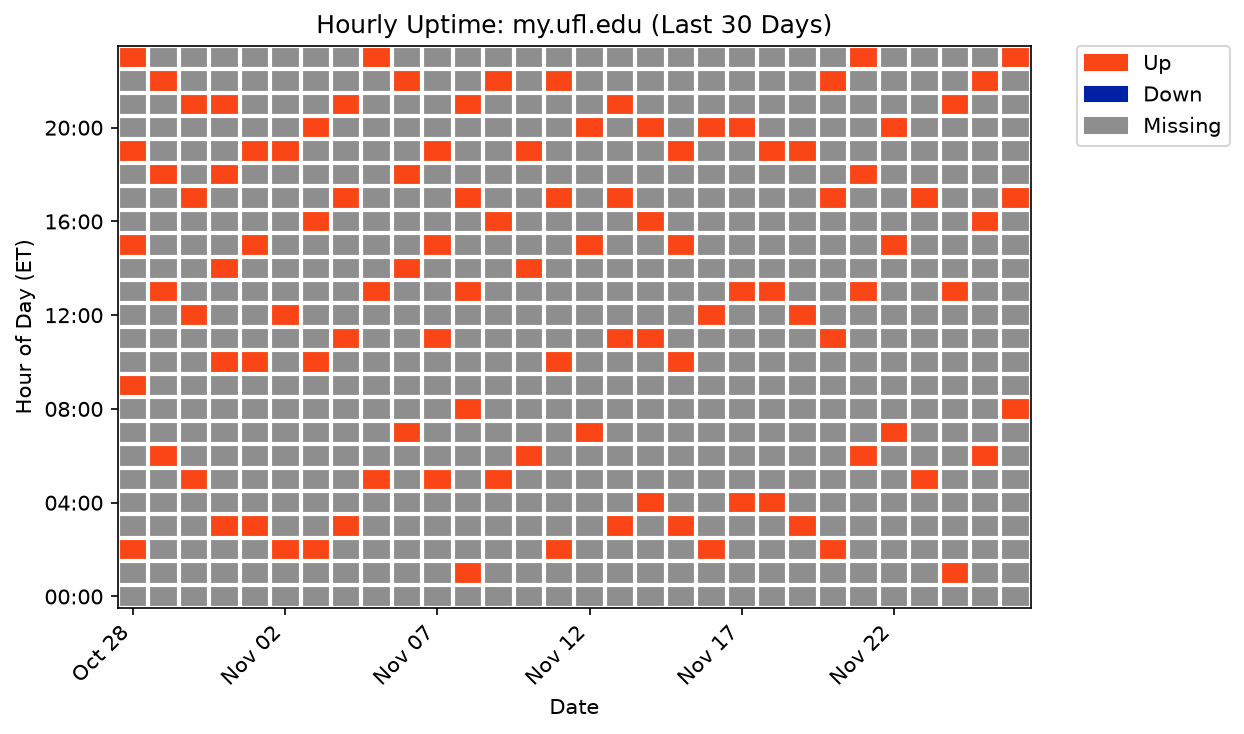 Hourly Uptime: my.ufl.edu (Last 30 Days)
Up
Down
Missing
Hour of Day (ET)
20:00
16:00
12:00
08:00
04:00
00:00
Oct 28
Nov 02
Nov 07
Nov 12
Nov 17
Nov 22
Date